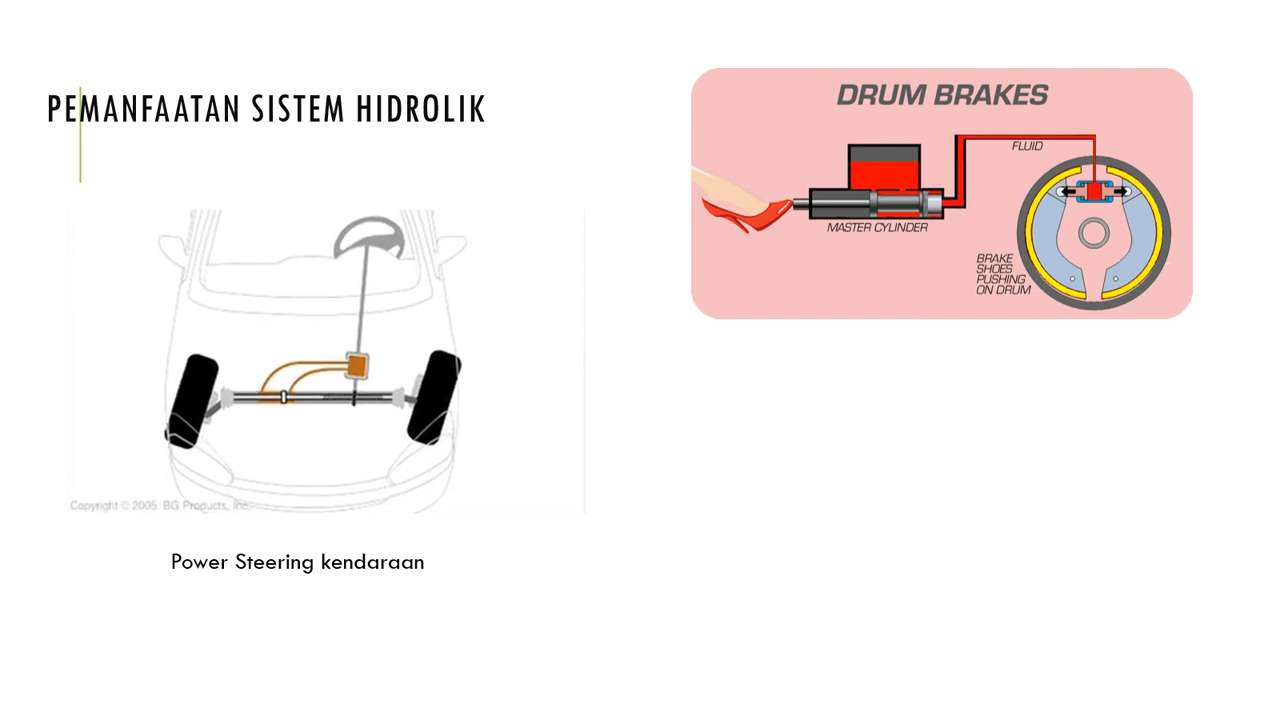 PEMANFAATAN SISTEM HIDROLIK
DRUM BRAKES
FLUID
MASTER CYLINDER
BRAKE
SHOES
PUSHING
ON DRUM
Copyright © 2005 BG Products, Inc.
Power Steering kendaraan